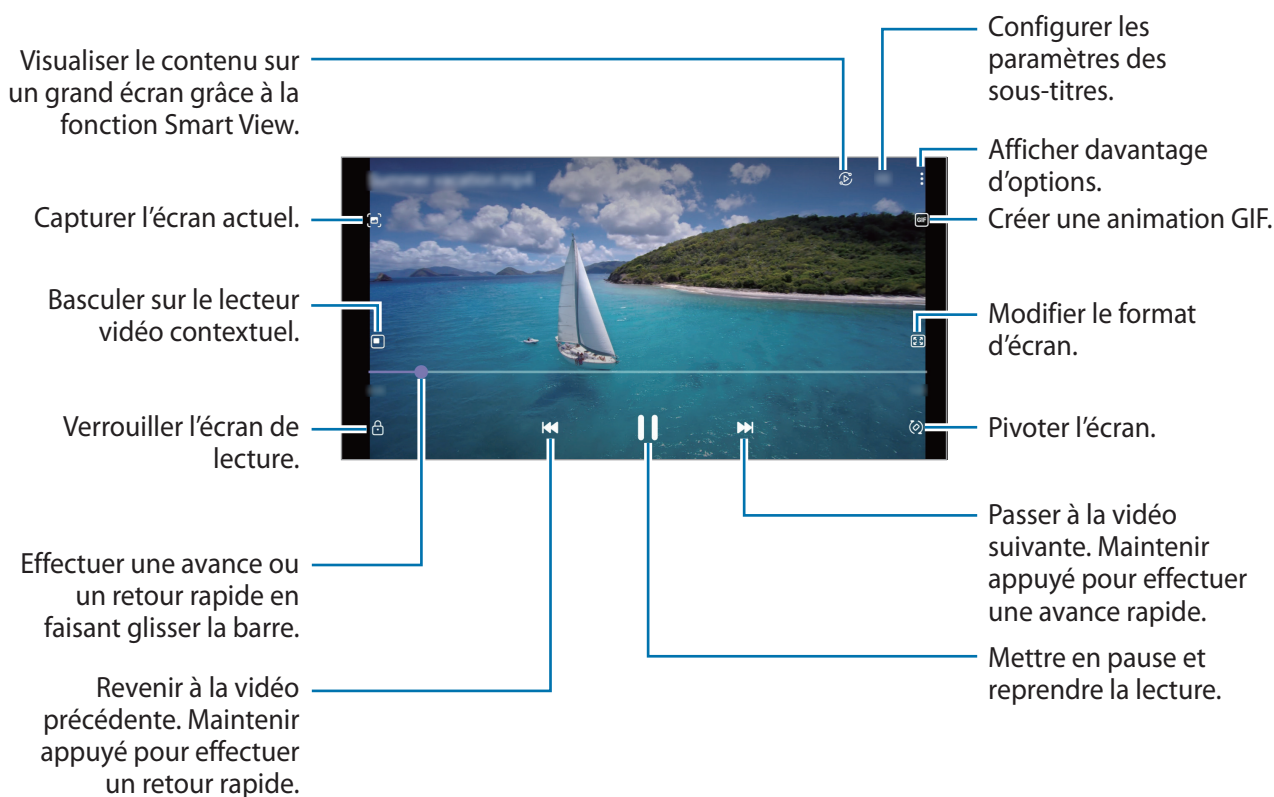 Visualiser le contenu sur
un grand écran grâce à la
fonction Smart View.
Capturer l’écran actuel.
Basculer sur le lecteur
vidéo contextuel.
Verrouiller l’écran de
lecture.
Effectuer une avance ou
un retour rapide en
faisant glisser la barre.
Revenir à la vidéo
précédente. Maintenir
appuyé pour effectuer
un retour rapide.
Configurer les
paramètres des
sous-titres.
Afficher davantage
d’options.
Créer une animation GIF.
GIF
Modifier le format
d’écran.
Pivoter l’écran.
Passer à la vidéo
suivante. Maintenir
appuyé pour effectuer
une avance rapide.
Mettre en pause et
reprendre la lecture.